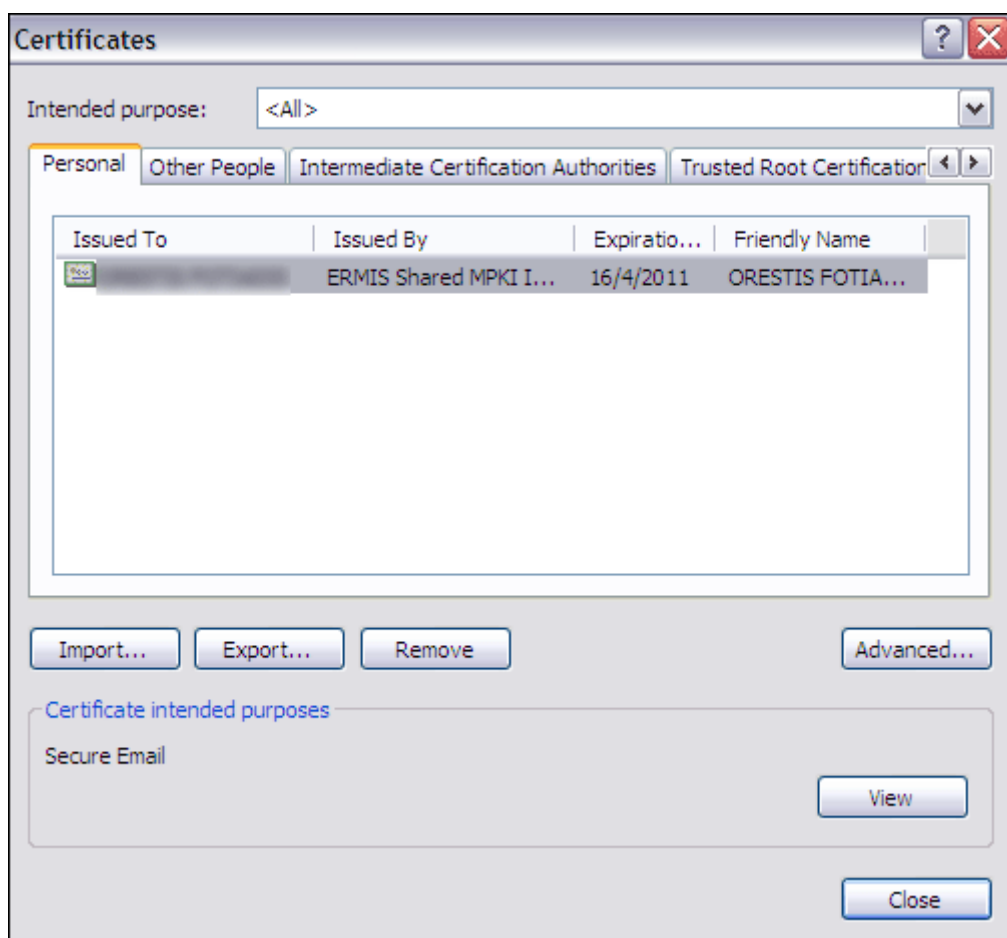 Certificates
Intended purpose: <All>
Personal Other People Intermediate Certification Authorities Trusted Root Certification
Issued To Issued By Expiratio... Friendly Name
ERMIS Shared MPKI I... 16/4/2011 ORESTIS FOTIA...
Import... Export... Remove Advanced...
Certificate intended purposes
Secure Email
View
Close